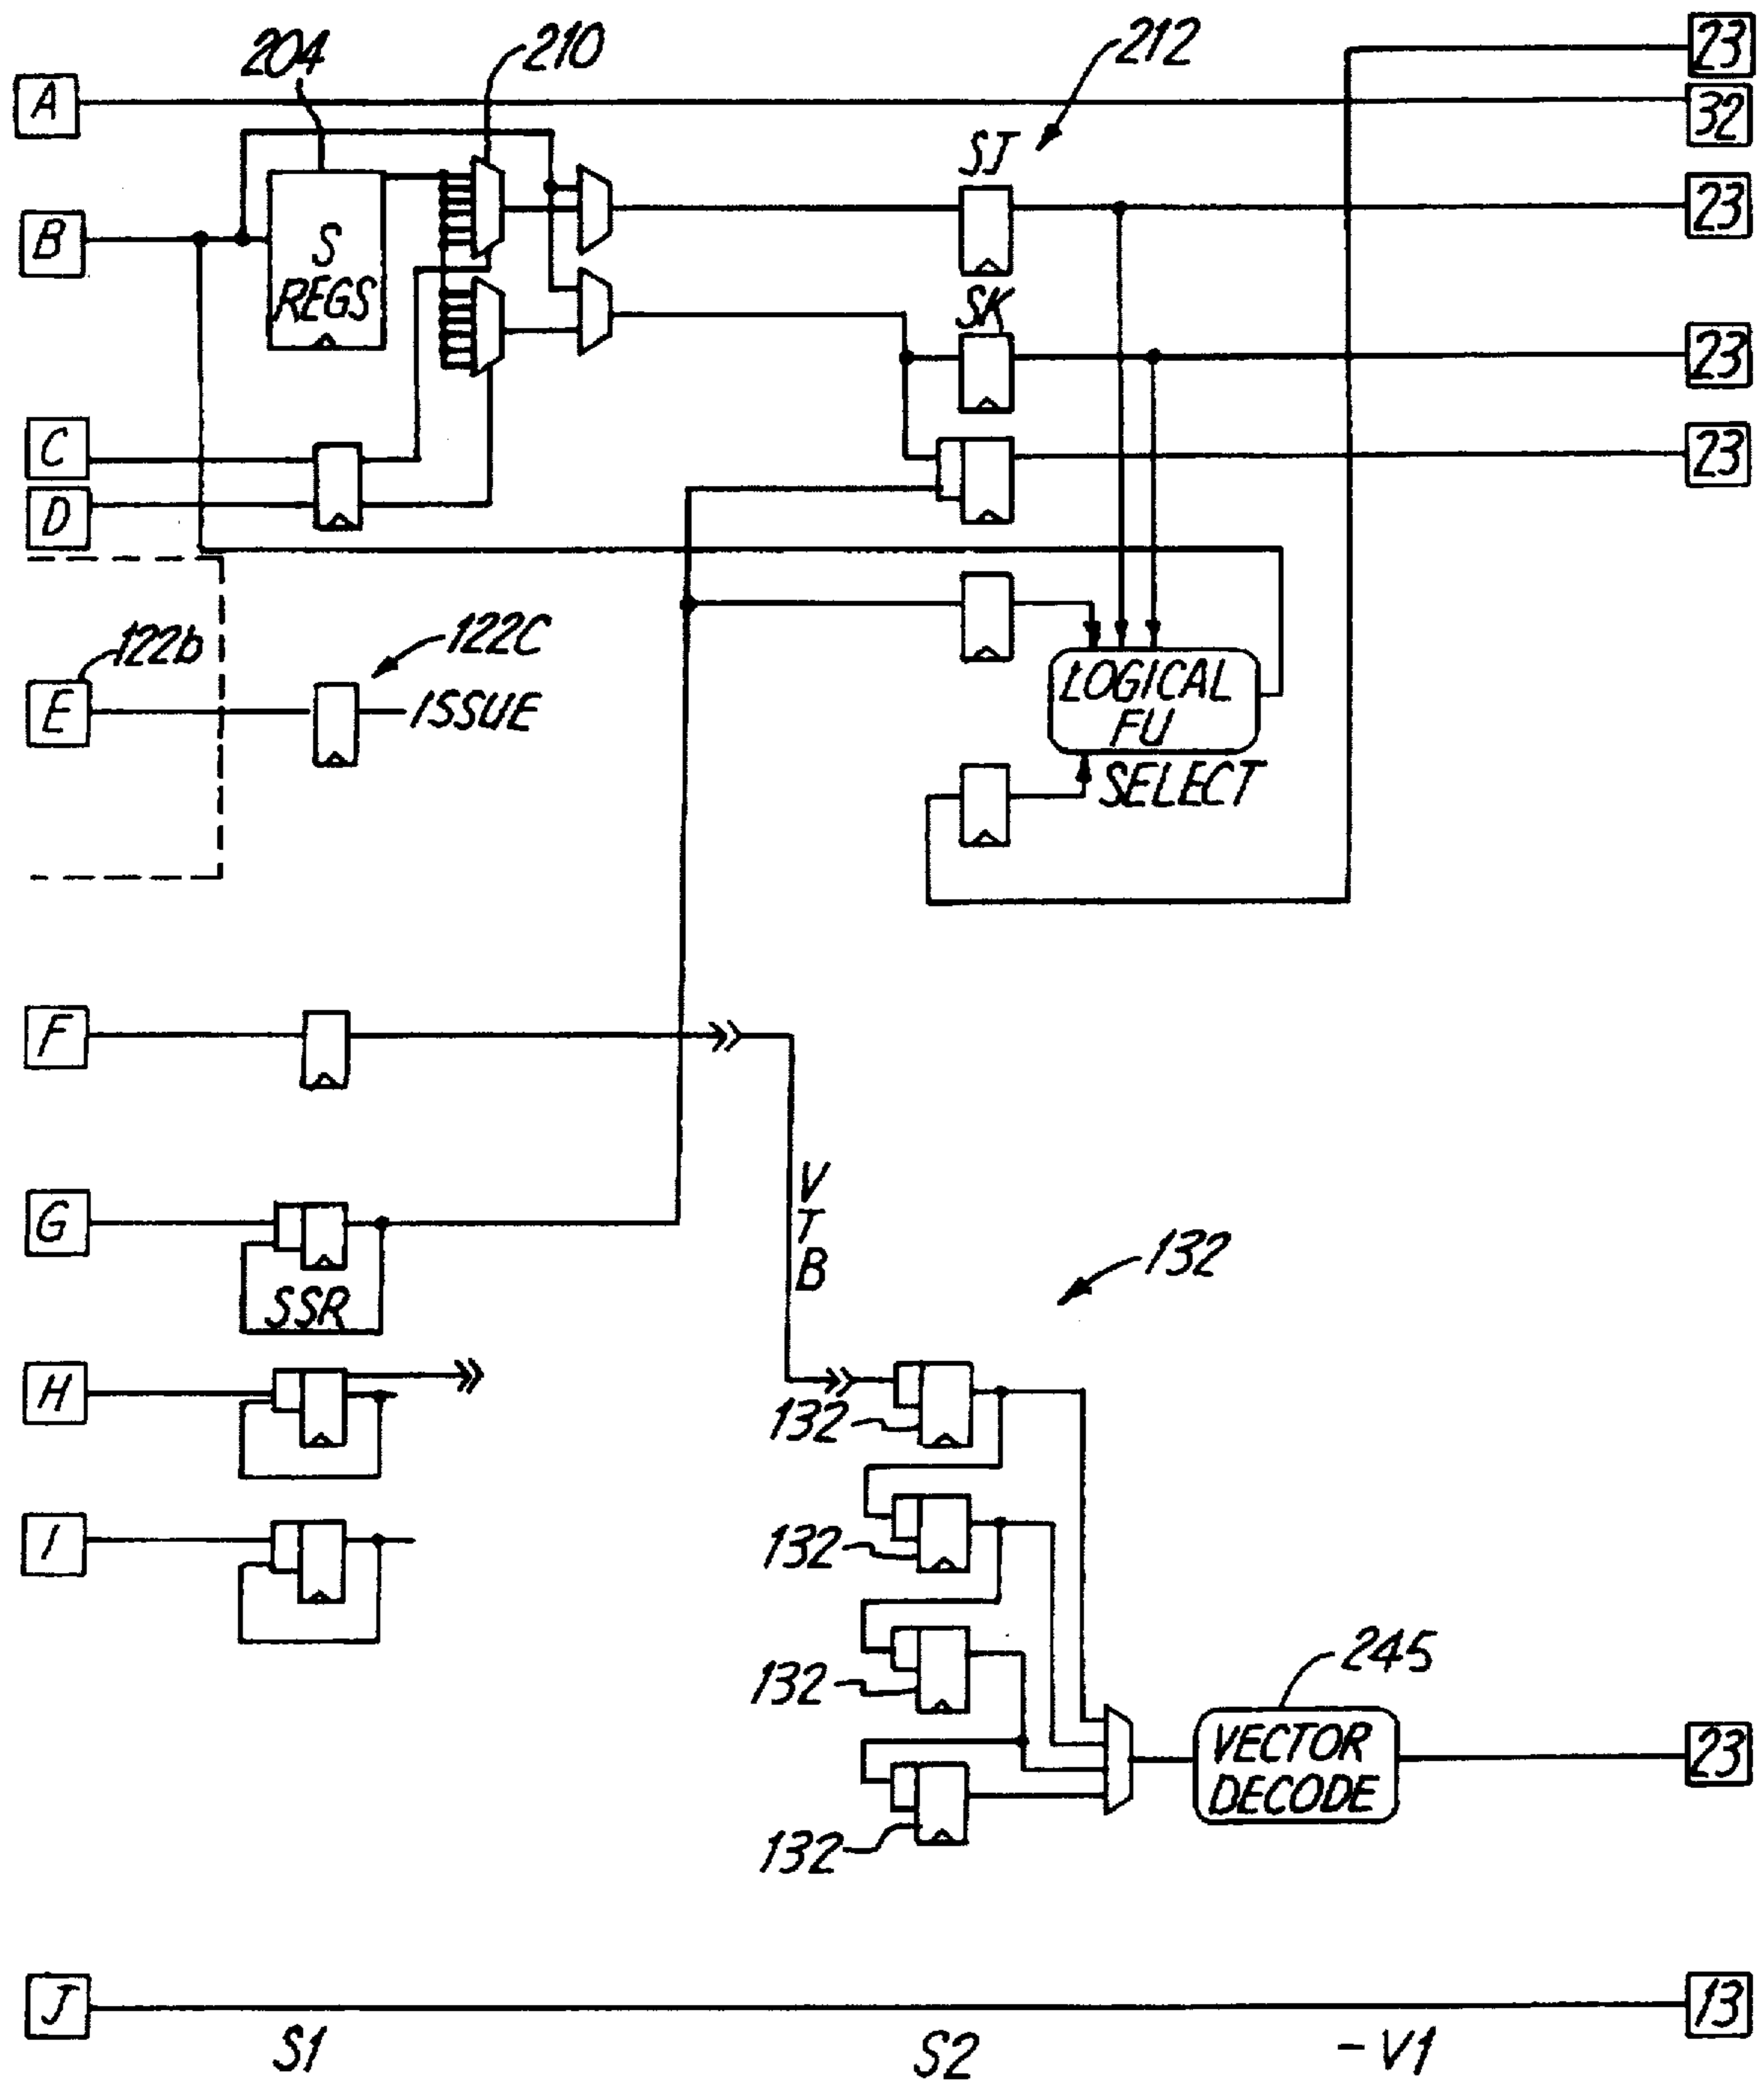 204
210
212
23
A
32
SJ
23
B
S
REGS
SK
23
C
23
D
122b
122C
E
ISSUE
LOGICAL
FU
SELECT
F
V
T
B
G
132
SSR
H
132
I
132
132
245
VECTOR
DECODE
23
132
J
13
S1
S2
- V1